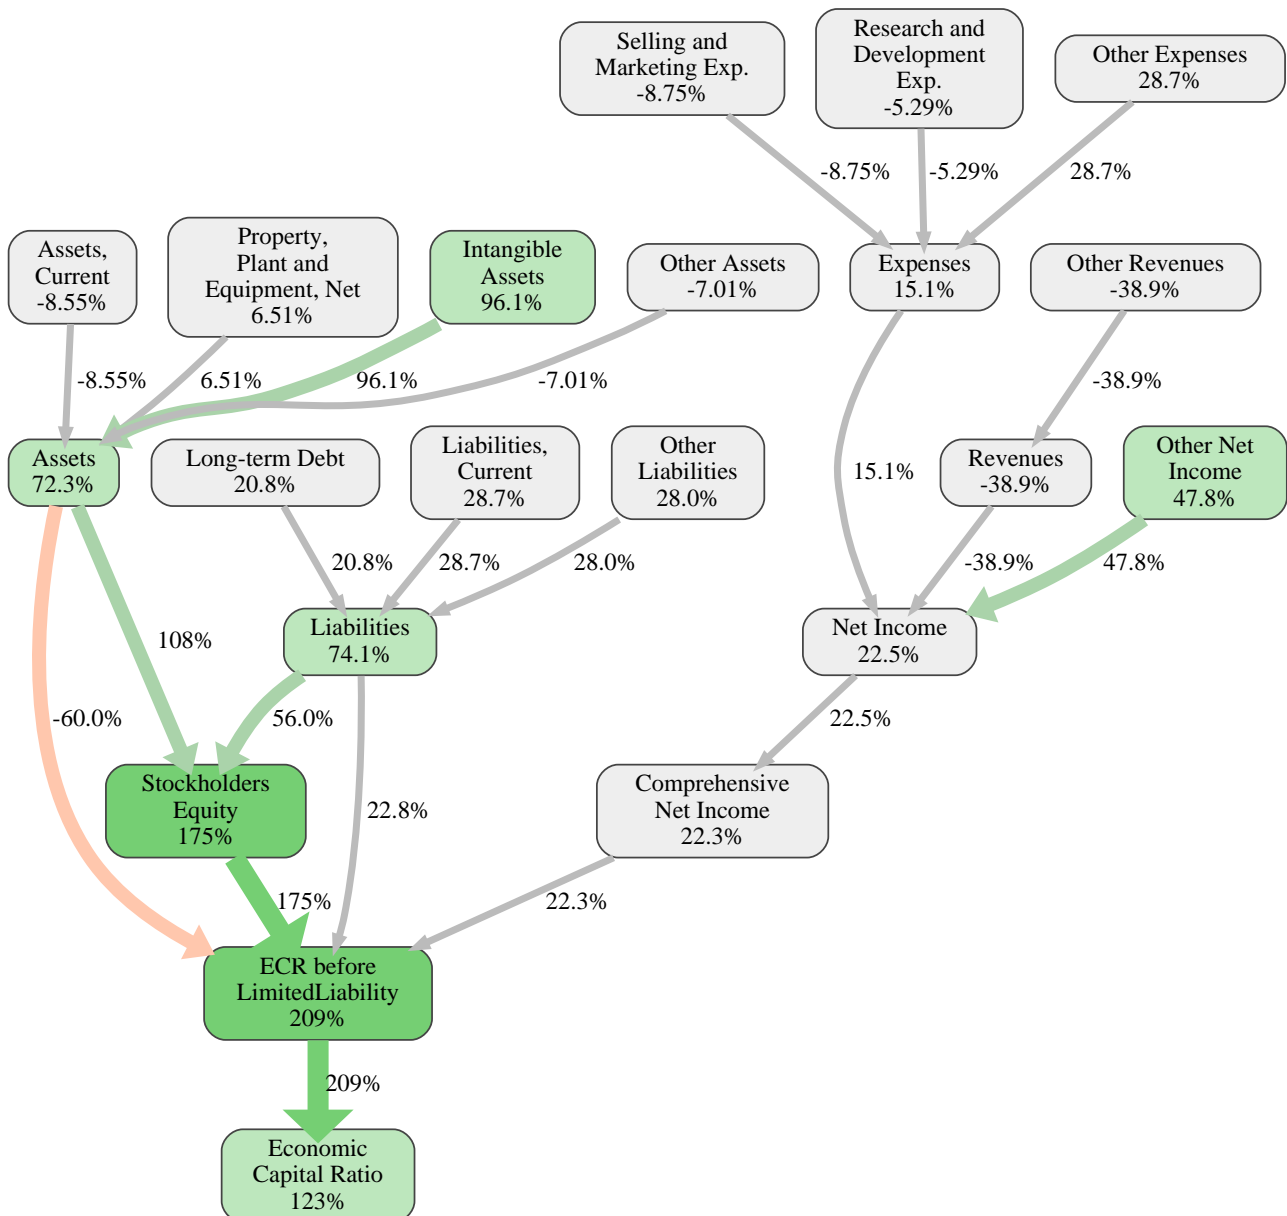 Selling and
Marketing Exp.
-8.75%
Research and
Development
Exp.
-5.29%
Other Expenses
28.7%
-8.75%
-5.29%
28.7%
Assets,
Current
-8.55%
Property,
Plant and
Equipment, Net
6.51%
Intangible
Assets
96.1%
Other Assets
-7.01%
Expenses
15.1%
Other Revenues
-38.9%
-8.55%
6.51%
96.1%
-7.01%
-38.9%
Assets
72.3%
Long-term Debt
20.8%
Liabilities,
Current
28.7%
Other
Liabilities
28.0%
15.1%
Revenues
-38.9%
Other Net
Income
47.8%
20.8%
28.7%
28.0%
-38.9%
47.8%
108%
Liabilities
74.1%
Net Income
22.5%
-60.0%
56.0%
22.5%
Stockholders
Equity
175%
22.8%
Comprehensive
Net Income
22.3%
175%
22.3%
ECR before
LimitedLiability
209%
209%
Economic
Capital Ratio
123%